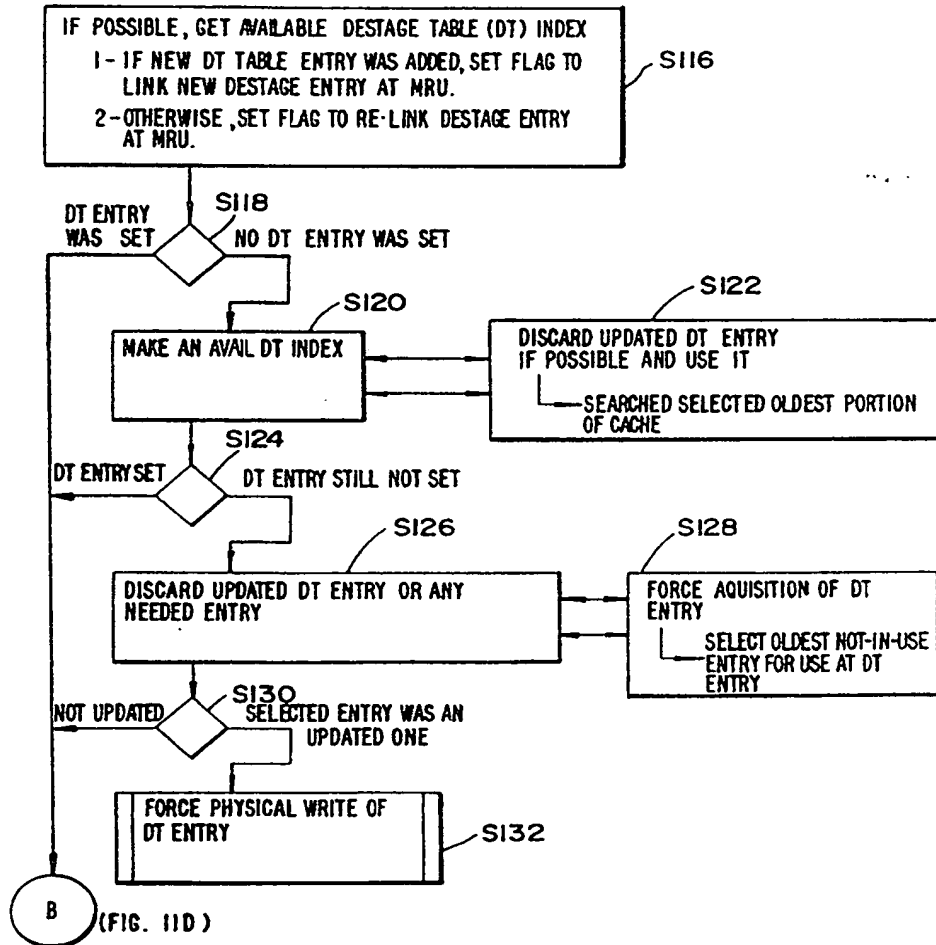 IF POSSIBLE, GET AVAILABLE DESTAGE TABLE (DT) INDEX
1-IF NEW DT TABLE ENTRY WAS ADDED, SET FLAG TO
LINK NEW DESTAGE ENTRY AT MRU.
2-OTHERWISE, SET FLAG TO RE-LINK DESTAGE ENTRY
AT MRU.
S116
S118
DT ENTRY
WAS SET
NO DT ENTRY WAS SET
S120
MAKE AN AVAIL DT INDEX
S122
DISCARD UPDATED DT ENTRY
IF POSSIBLE AND USE IT
SEARCHED SELECTED OLDEST PORTION
OF CACHE
S124
DT ENTRY SET
DT ENTRY STILL NOT SET
S126
DISCARD UPDATED DT ENTRY OR ANY
NEEDED ENTRY
S128
FORCE AQUISITION OF DT
ENTRY
SELECT OLDEST NOT-IN-USE
ENTRY FOR USE AT DT
ENTRY
S130
NOT UPDATED
SELECTED ENTRY WAS AN
UPDATED ONE
FORCE PHYSICAL WRITE OF
DT ENTRY
S132
B
(FIG. 11D)